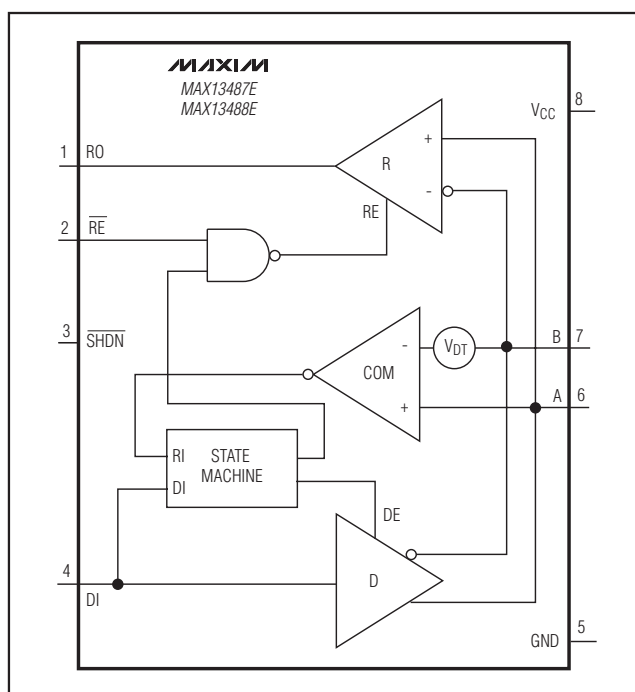 MAXIM
MAX13487E
MAX13488E
VCC
8
1
RO
R
+
-
RE
2
RE
3
SHDN
COM
-
+
VDT
B
7
A
6
RI
DI
STATE
MACHINE
DE
D
4
DI
5
GND